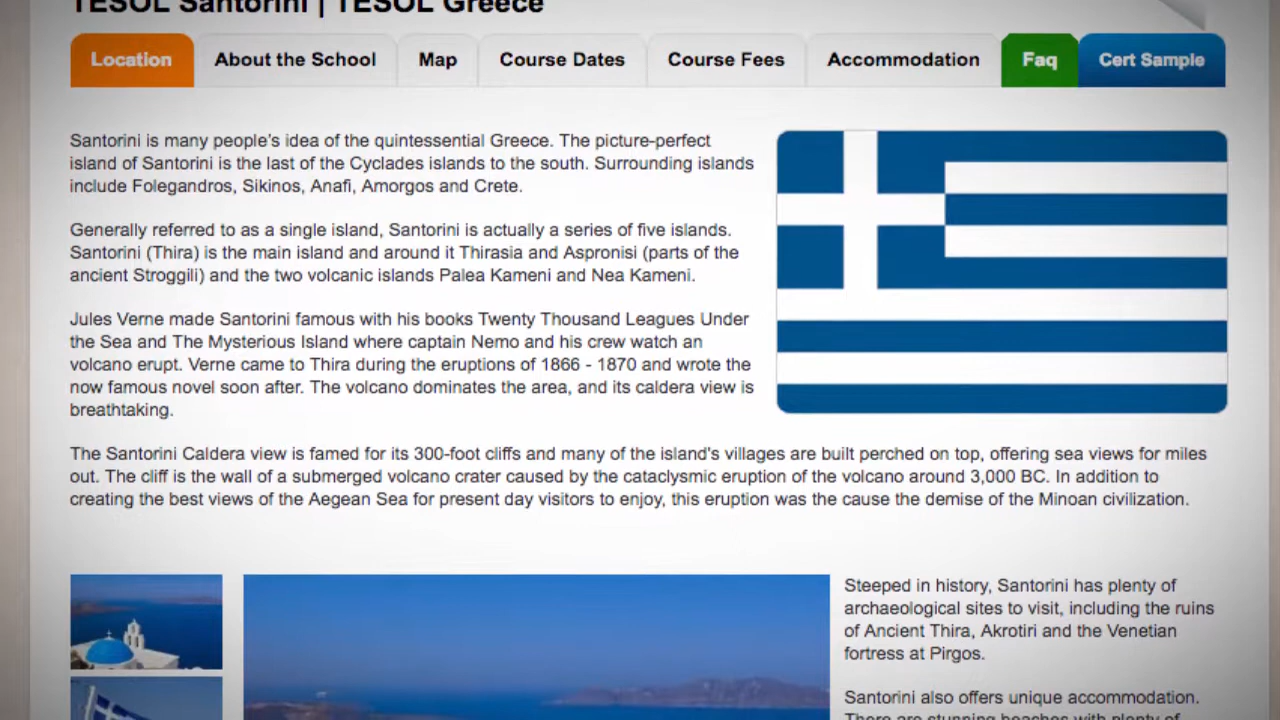 TESOL Santorini | TESOL Greece
Location
About the School
Map
Course Dates
Course Fees
Accommodation
Faq
Cert Sample
Santorini is many people's idea of the quintessential Greece. The picture-perfect
island of Santorini is the last of the Cyclades islands to the south. Surrounding islands
include Folegandros, Sikinos, Anafi, Amorgos and Crete.
Generally referred to as a single island, Santorini is actually a series of five islands.
Santorini (Thira) is the main island and around it Thirasia and Aspronisi (parts of the
ancient Stroggili) and the two volcanic islands Palea Kameni and Nea Kameni.
Jules Verne made Santorini famous with his books Twenty Thousand Leagues Under
the Sea and The Mysterious Island where captain Nemo and his crew watch an
volcano erupt. Verne came to Thira during the eruptions of 1866 - 1870 and wrote the
now famous novel soon after. The volcano dominates the area, and its caldera view is
breathtaking.
The Santorini Caldera view is famed for its 300-foot cliffs and many of the island's villages are built perched on top, offering sea views for miles
out. The cliff is the wall of a submerged volcano crater caused by the cataclysmic eruption of the volcano around 3,000 BC. In addition to
creating the best views of the Aegean Sea for present day visitors to enjoy, this eruption was the cause the demise of the Minoan civilization.
Steeped in history, Santorini has plenty of
archaeological sites to visit, including the ruins
of Ancient Thira, Akrotiri and the Venetian
fortress at Pirgos.
Santorini also offers unique accommodation.
There are stunning beaches with plenty of